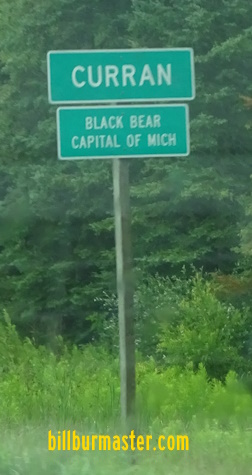 CURRAN
BLACK BEAR
CAPITAL OF MICH
billburmaster.com